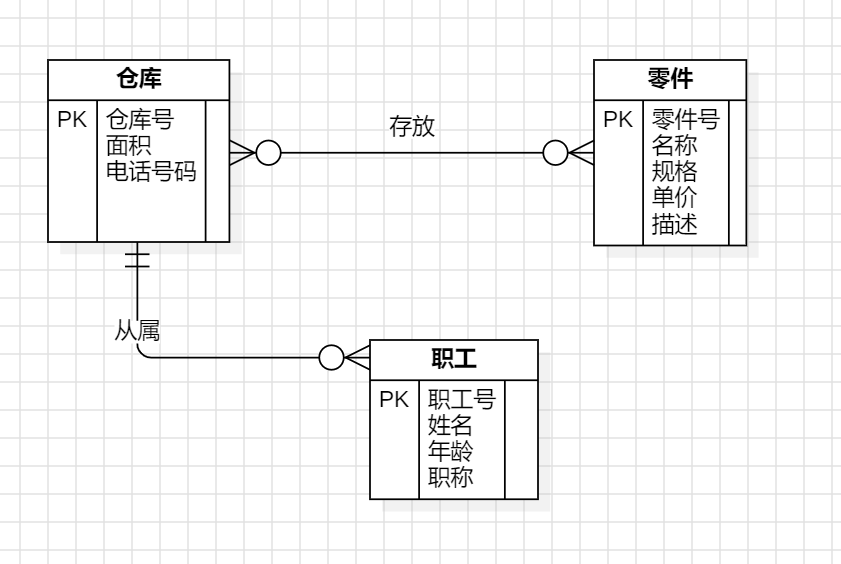 仓库
PK
仓库号
面积
电话号码
存放
零件
PK
零件号
名称
规格
单价
描述
从属
职工
PK
职工号
姓名
年龄
职称